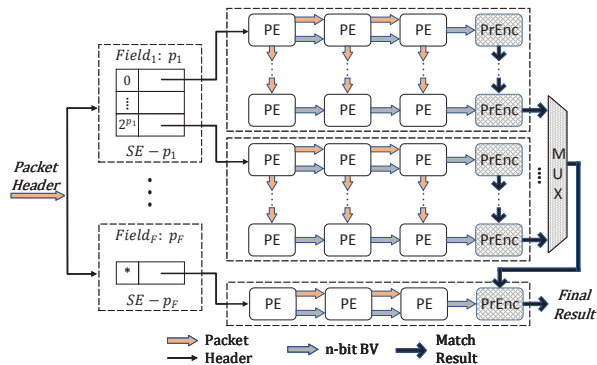 PE PE PE PrEnc
Field₁: p₁
0
⋮
2^{p₁}
SE − p₁
PE PE PE PrEnc
Packet
Header
PE PE PE PrEnc
MUX
PE PE PE PrEnc
Field_F: p_F
*
SE − p_F
PE PE PE PrEnc
Final
Result
Packet
Header
n-bit BV
Match
Result